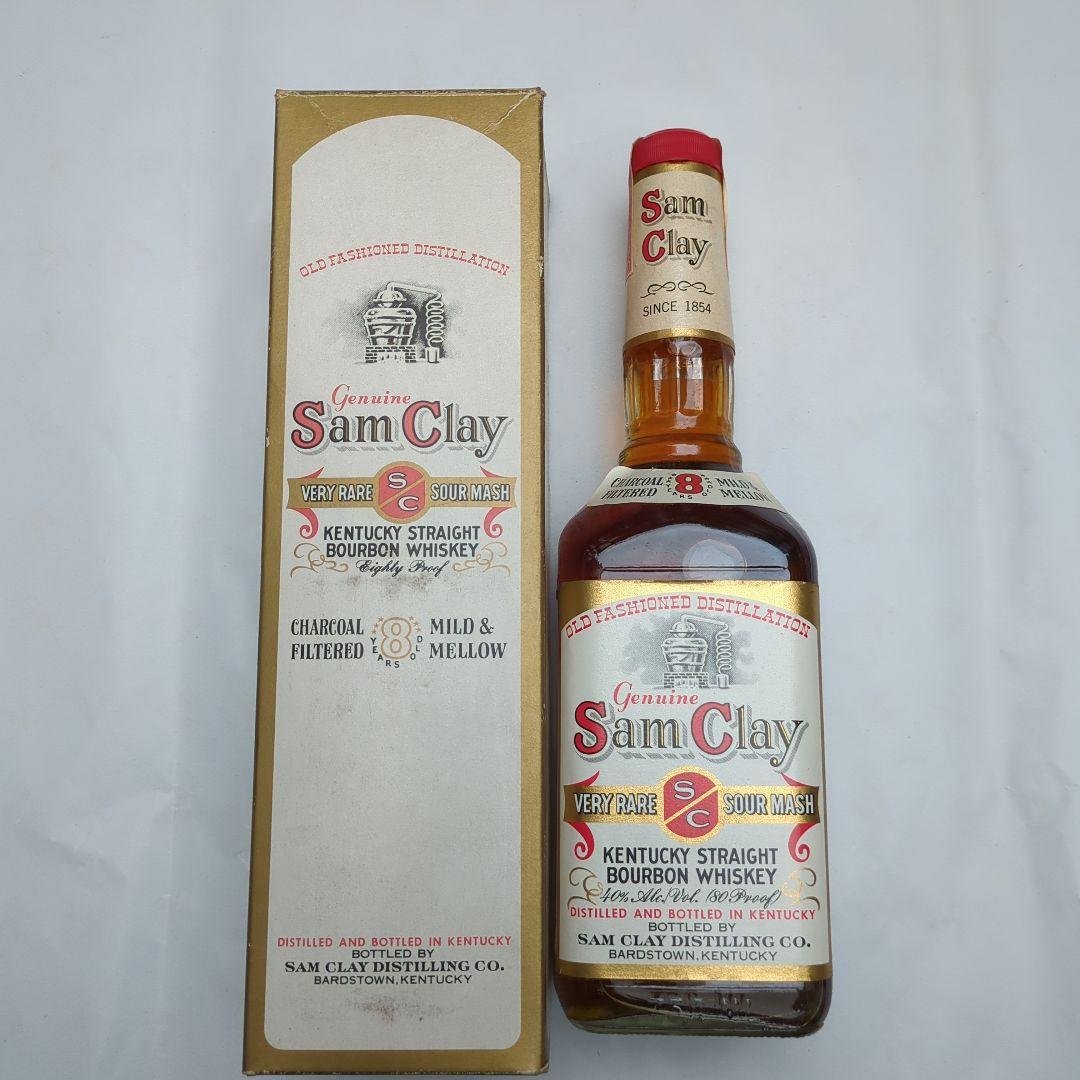 OLD FASHIONED DISTILLATION
Genuine
Sam Clay
VERY RARE S/C SOUR MASH
KENTUCKY STRAIGHT
BOURBON WHISKEY
Eighty Proof
CHARCOAL FILTERED 8 YEARS OLD MILD & MELLOW
DISTILLED AND BOTTLED IN KENTUCKY
BOTTLED BY
SAM CLAY DISTILLING CO.
BARDSTOWN, KENTUCKY
Sam
Clay
SINCE 1854
CHARCOAL FILTERED 8 YEARS OLD MILD & MELLOW
OLD FASHIONED DISTILLATION
Genuine
Sam Clay
VERY RARE S/C SOUR MASH
KENTUCKY STRAIGHT
BOURBON WHISKEY
40% Alc./Vol. (80 Proof)
DISTILLED AND BOTTLED IN KENTUCKY
BOTTLED BY
SAM CLAY DISTILLING CO.
BARDSTOWN, KENTUCKY